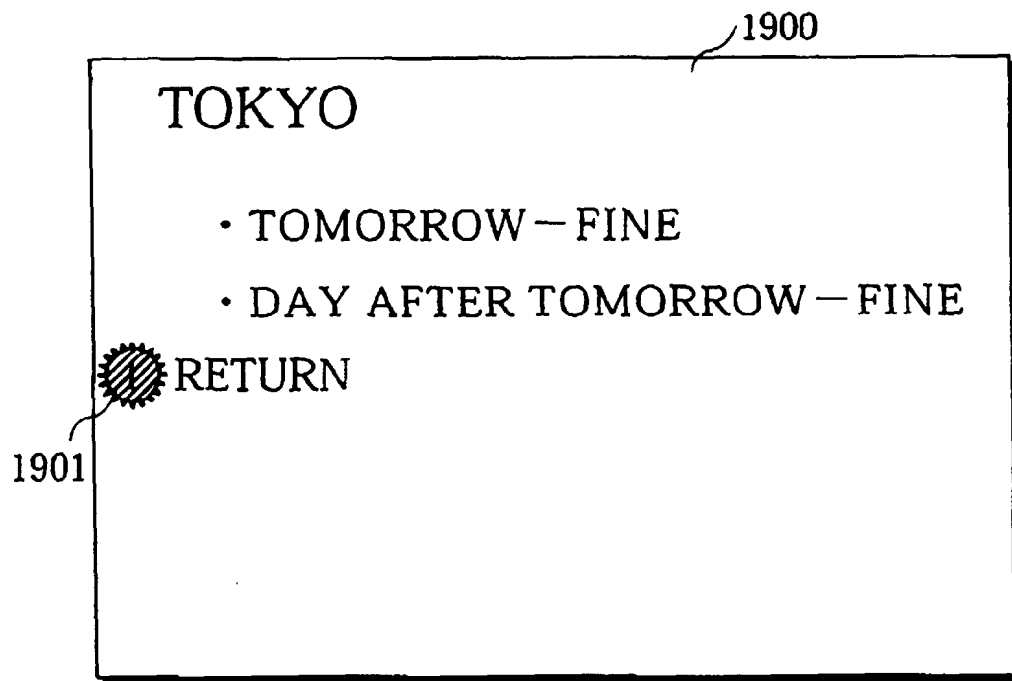 1900
TOKYO
· TOMORROW—FINE
· DAY AFTER TOMORROW—FINE
RETURN
1901